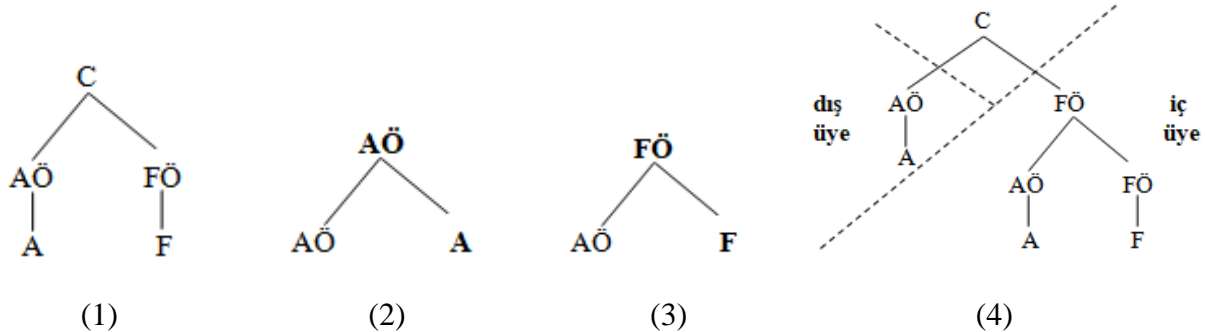 C
AÖ FÖ
A F
(1)
AÖ
AÖ A
(2)
FÖ
AÖ F
(3)
C
dış üye
AÖ FÖ
iç üye
A
AÖ FÖ
A F
(4)